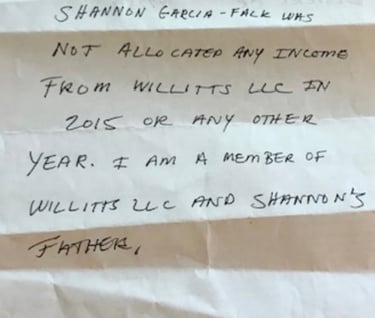 SHANNON GARCIA-FALK WAS
NOT ALLOCATED ANY INCOME
FROM WILLITTS LLC IN
2015 OR ANY OTHER
YEAR. I AM A MEMBER OF
WILLITTS LLC AND SHANNON'S
FATHER,